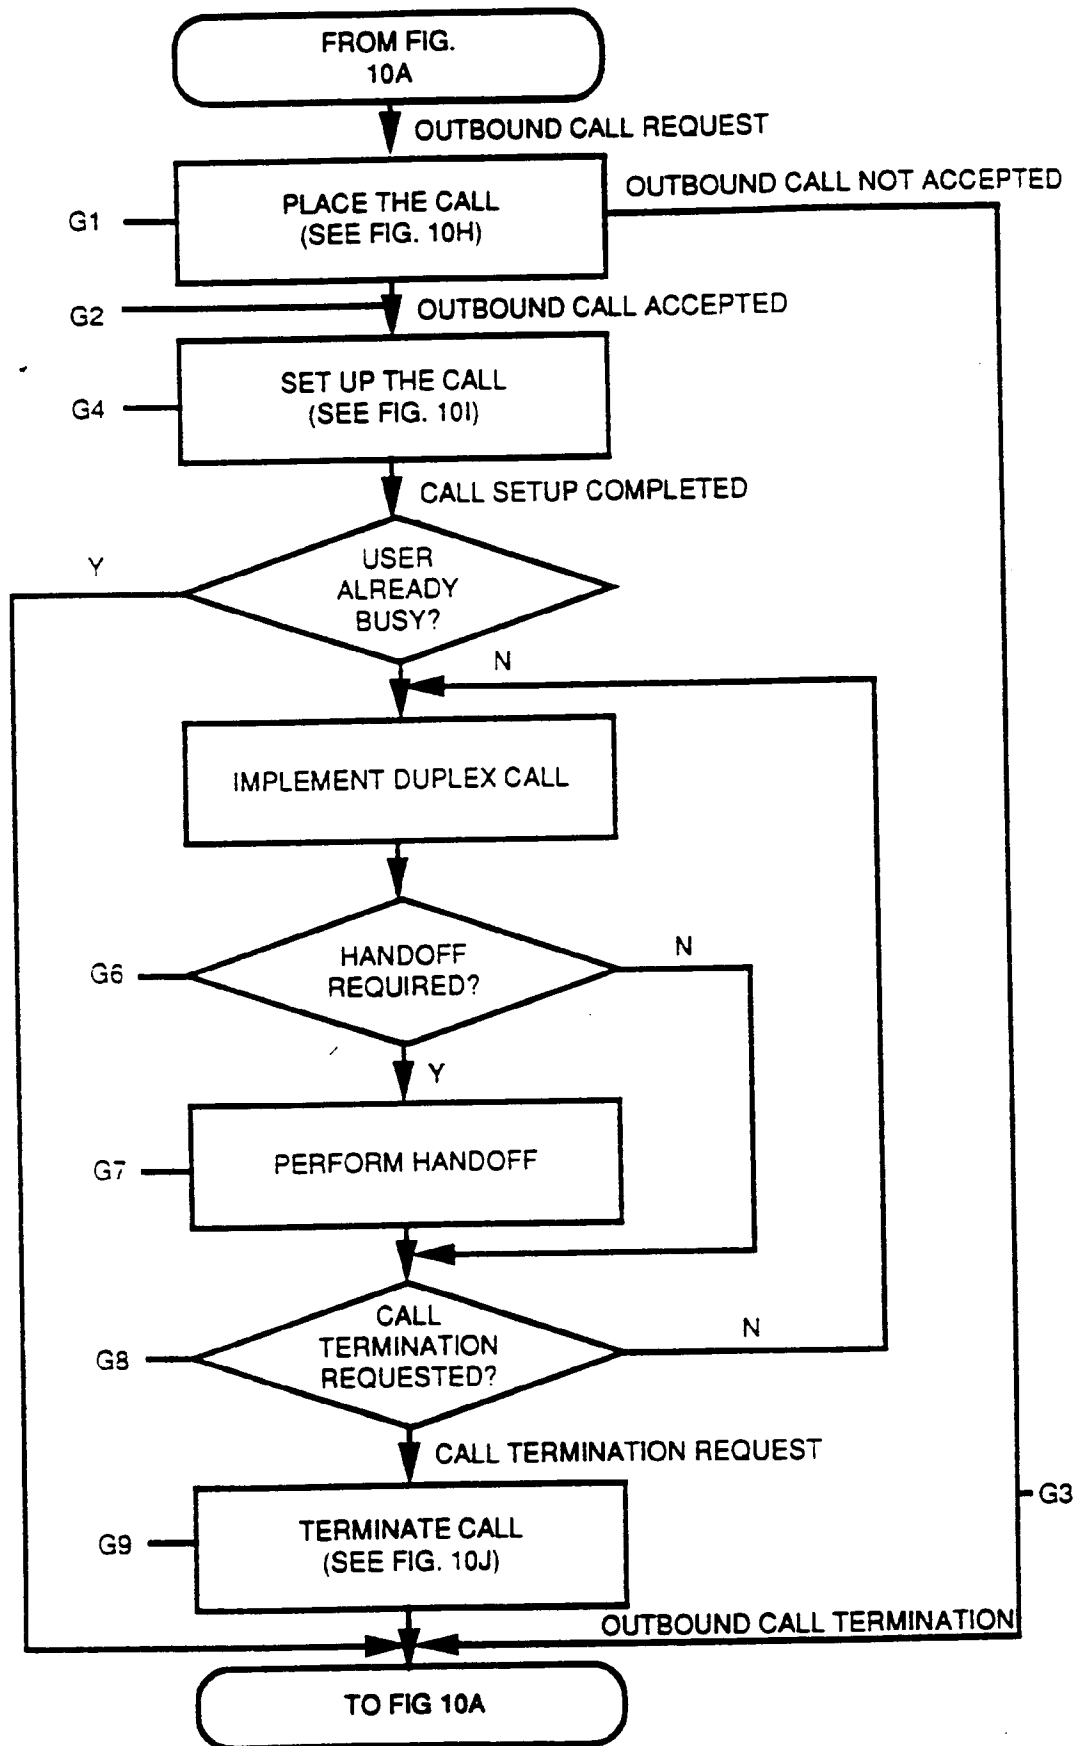 FROM FIG.
10A
OUTBOUND CALL REQUEST
OUTBOUND CALL NOT ACCEPTED
G1
PLACE THE CALL
(SEE FIG. 10H)
G2
OUTBOUND CALL ACCEPTED
G4
SET UP THE CALL
(SEE FIG. 10I)
CALL SETUP COMPLETED
Y
USER
ALREADY
BUSY?
N
IMPLEMENT DUPLEX CALL
G6
HANDOFF
REQUIRED?
N
Y
G7
PERFORM HANDOFF
G8
CALL
TERMINATION
REQUESTED?
N
CALL TERMINATION REQUEST
G3
G9
TERMINATE CALL
(SEE FIG. 10J)
OUTBOUND CALL TERMINATION
TO FIG 10A